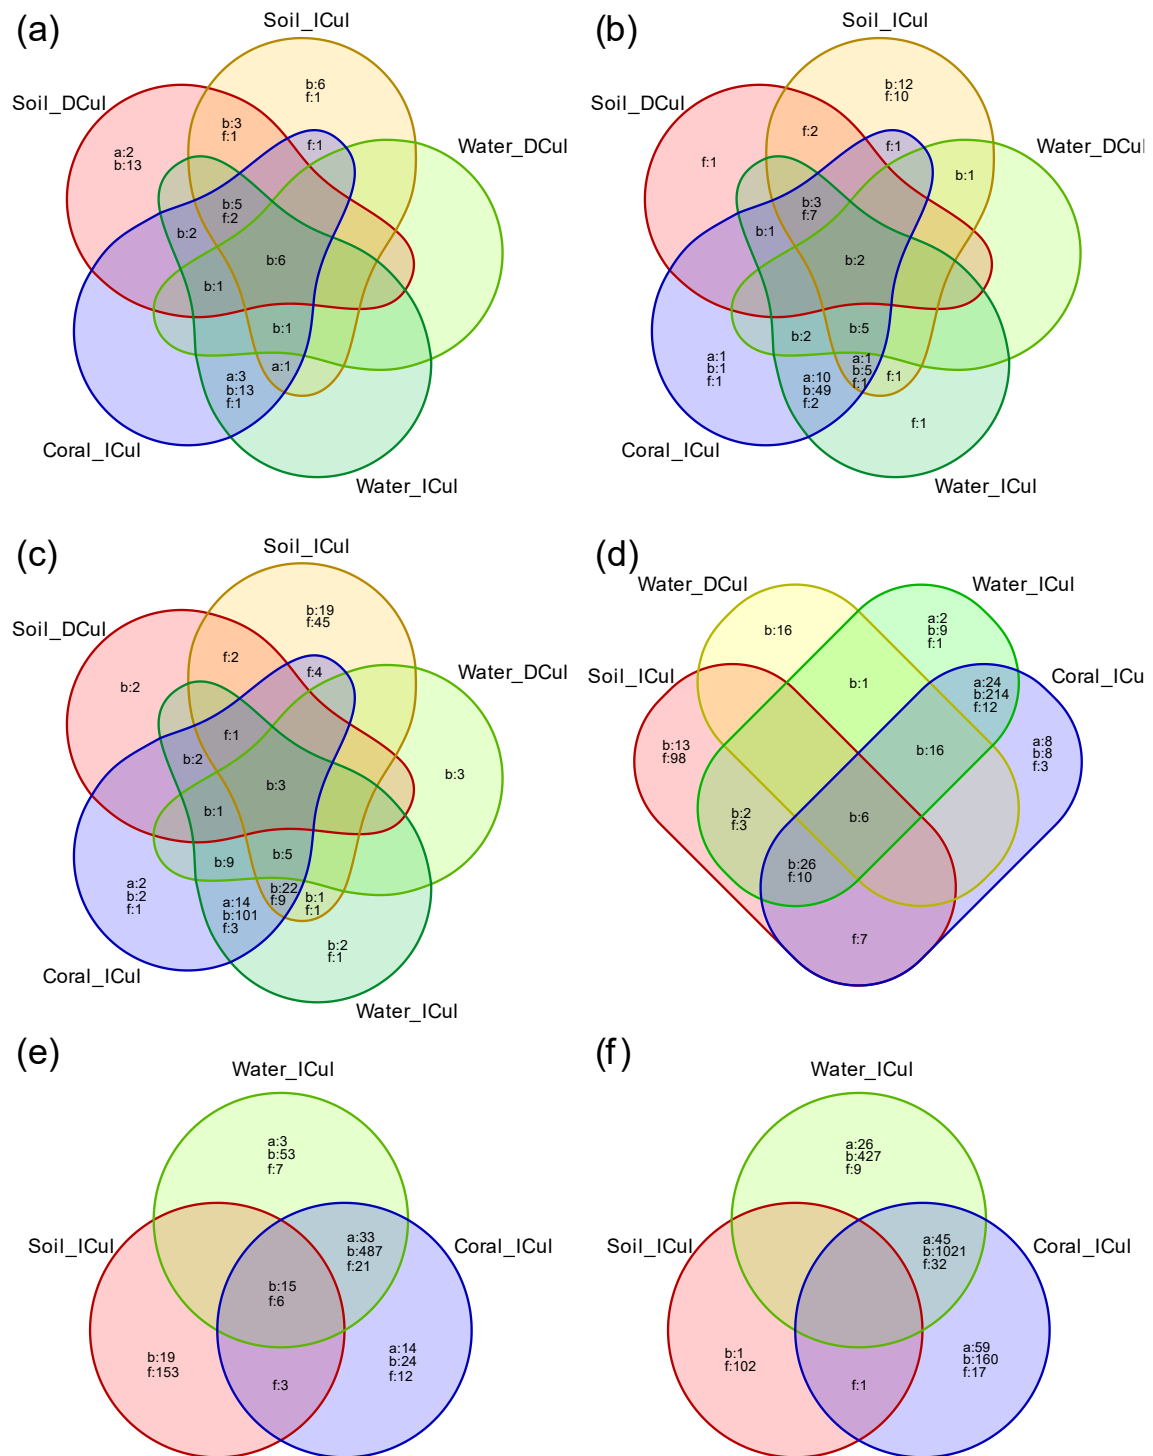 (a)
Soil_ICul
Soil_DCul
Water_DCul
Coral_ICul
Water_ICul
b:6
f:1
b:3
f:1
f:1
a:2
b:13
b:5
f:2
b:2
b:6
b:1
b:1
a:1
a:3
b:13
f:1
(b)
Soil_ICul
Soil_DCul
Water_DCul
Coral_ICul
Water_ICul
b:12
f:10
f:2
f:1
f:1
b:1
b:3
f:7
b:1
b:2
b:2
b:5
a:1
b:5
f:1
f:1
a:1
b:1
f:1
a:10
b:49
f:2
f:1
(c)
Soil_ICul
Soil_DCul
Water_DCul
Coral_ICul
Water_ICul
b:19
f:45
f:2
f:4
b:2
f:1
b:2
b:3
b:3
b:1
b:9
b:5
b:22
f:9
b:1
f:1
a:2
b:2
f:1
a:14
b:101
f:3
b:2
f:1
(d)
Water_DCul
Water_ICul
Soil_ICul
Coral_ICu
b:16
a:2
b:9
f:1
b:1
a:24
b:214
f:12
b:13
f:98
b:16
a:8
b:8
f:3
b:2
f:3
b:6
b:26
f:10
f:7
(e)
Water_ICul
Soil_ICul
Coral_ICul
a:3
b:53
f:7
a:33
b:487
f:21
b:15
f:6
b:19
f:153
a:14
b:24
f:12
f:3
(f)
Water_ICul
Soil_ICul
Coral_ICul
a:26
b:427
f:9
a:45
b:1021
f:32
b:1
f:102
a:59
b:160
f:17
f:1